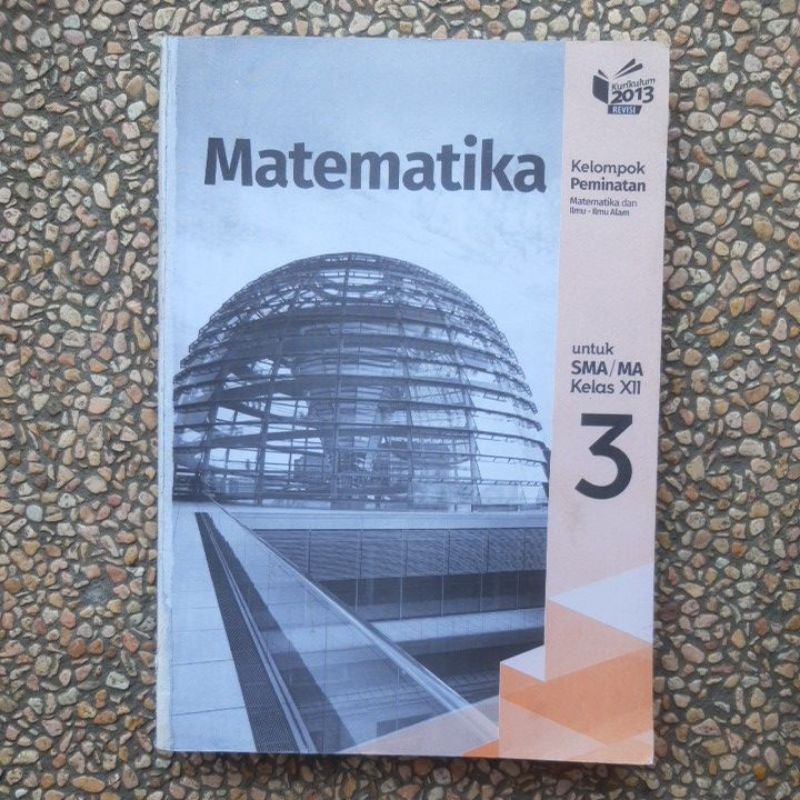 Matematika
Kurikulum
2013
REVISI
Kelompok
Peminatan
Matematika dan
Ilmu - Ilmu Alam
untuk
SMA/MA
Kelas XII
3